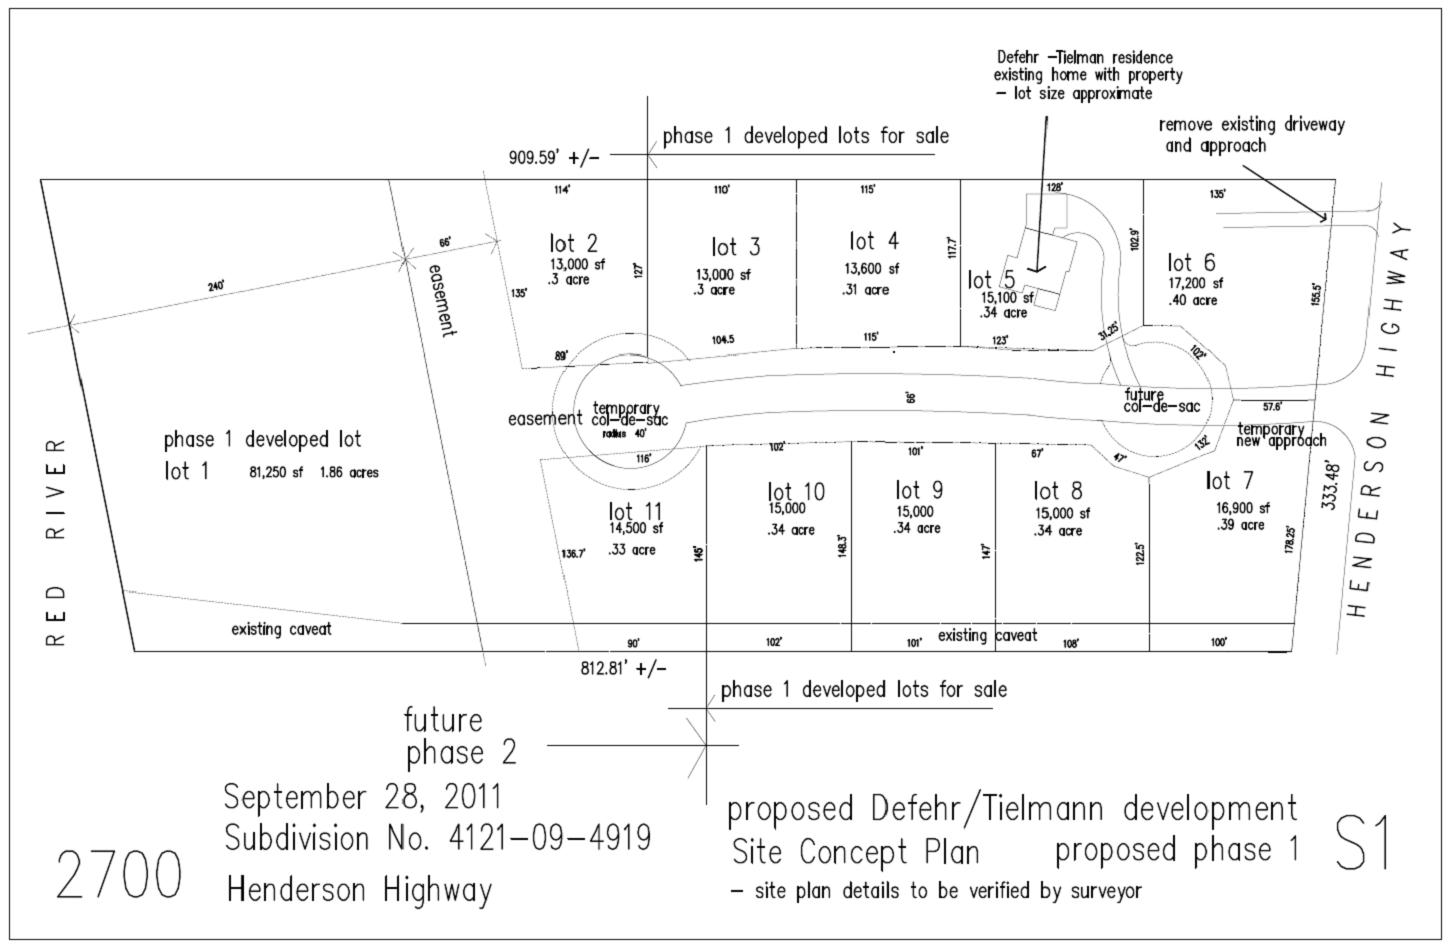 Defehr –Tielman residence
existing home with property
– lot size approximate
remove existing driveway
and approach
phase 1 developed lots for sale
909.59' +/–
114'
110'
115'
128'
135'
66'
240'
easement
lot 2
13,000 sf
.3 acre
135'
127'
89'
lot 3
13,000 sf
.3 acre
104.5
lot 4
13,600 sf
.31 acre
115'
117.7'
lot 5
15,100 sf
.34 acre
123'
31.25'
102.9'
lot 6
17,200 sf
.40 acre
155.5'
102'
HENDERSON HIGHWAY
RED RIVER
phase 1 developed lot
lot 1 81,250 sf 1.86 acres
easement
temporary
col–de–sac
radius 40'
116'
66'
future
col–de–sac
57.6'
temporary
new approach
132'
47'
333.48'
lot 11
14,500 sf
.33 acre
136.7'
145'
90'
102'
lot 10
15,000
.34 acre
148.3'
102'
101'
lot 9
15,000
.34 acre
147'
101'
67'
lot 8
15,000 sf
.34 acre
122.5'
108'
lot 7
16,900 sf
.39 acre
178.25'
100'
existing caveat
existing caveat
812.81' +/–
phase 1 developed lots for sale
future
phase 2
September 28, 2011
Subdivision No. 4121–09–4919
2700
Henderson Highway
proposed Defehr/Tielmann development
Site Concept Plan proposed phase 1
– site plan details to be verified by surveyor
S1